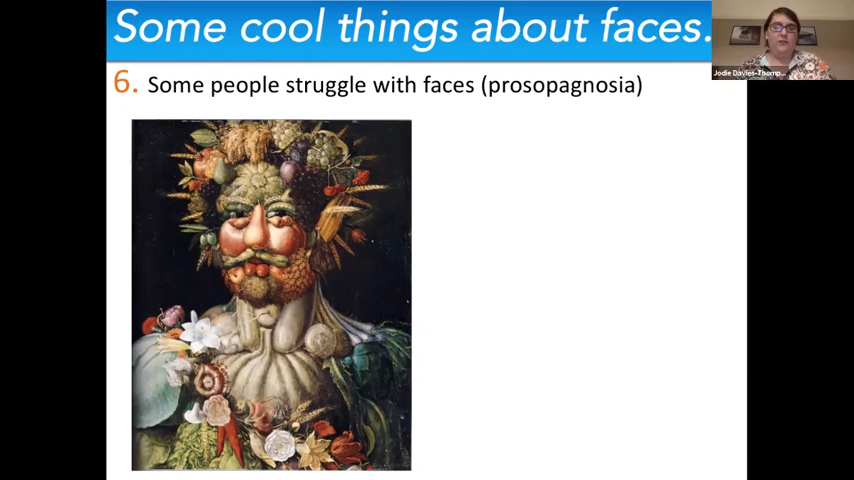 Some cool things about faces.
6. Some people struggle with faces (prosopagnosia)
Jodie Davies-Thomp...